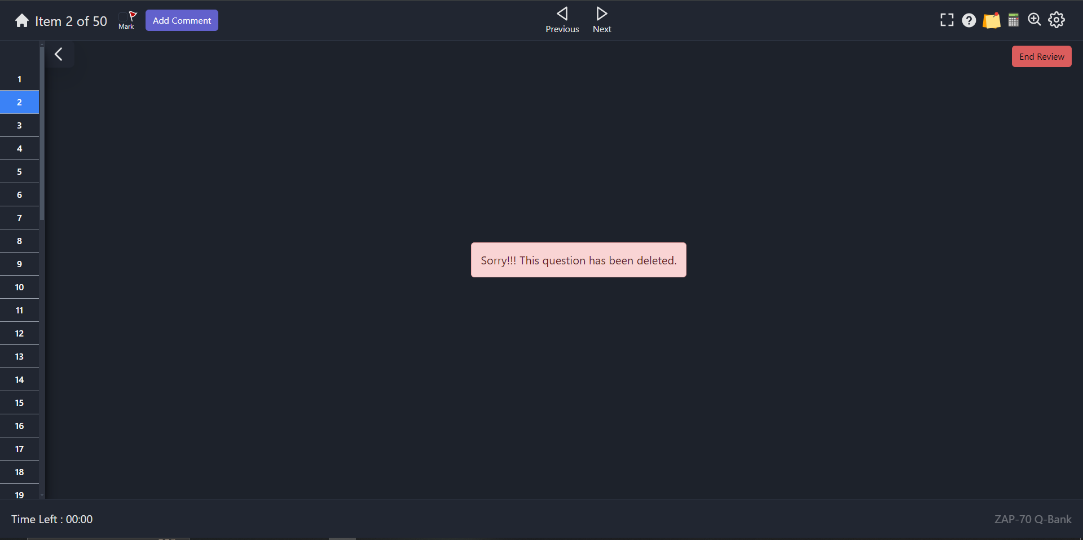 Item 2 of 50
Mark
Add Comment
Previous
Next
End Review
1
2
3
4
5
6
7
8
9
10
11
12
13
14
15
16
17
18
19
Sorry!!! This question has been deleted.
Time Left : 00:00
ZAP-70 Q-Bank